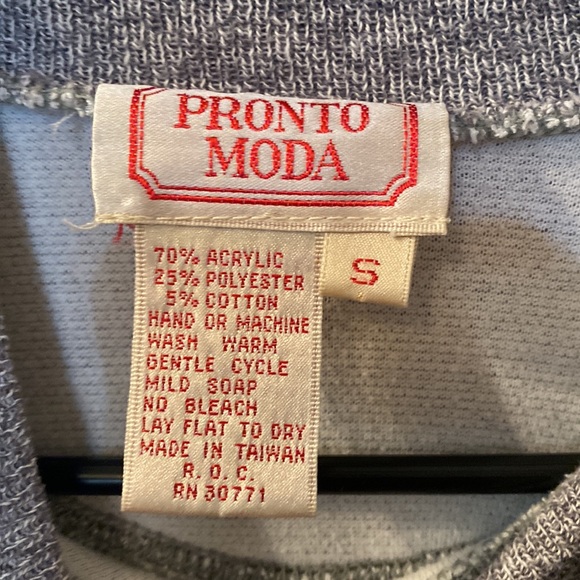 PRONTO
MODA
S
70% ACRYLIC
25% POLYESTER
5% COTTON
HAND OR MACHINE
WASH WARM
GENTLE CYCLE
MILD SOAP
NO BLEACH
LAY FLAT TO DRY
MADE IN TAIWAN
R.O.C.
RN 30771